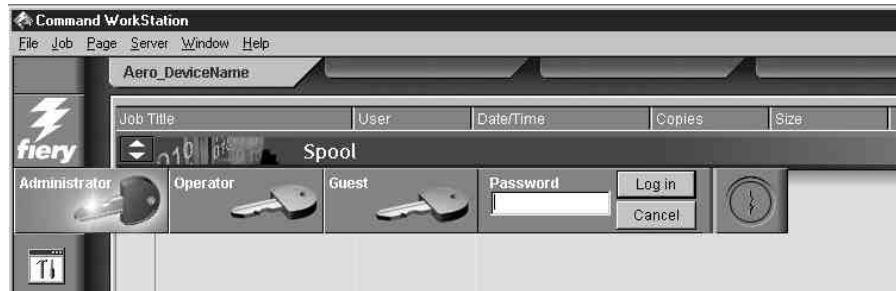 Command WorkStation
File Job Page Server Window Help
Aero_DeviceName
Job Title User Date/Time Copies Size
fiery
Spool
Administrator Operator Guest Password Log in
Cancel